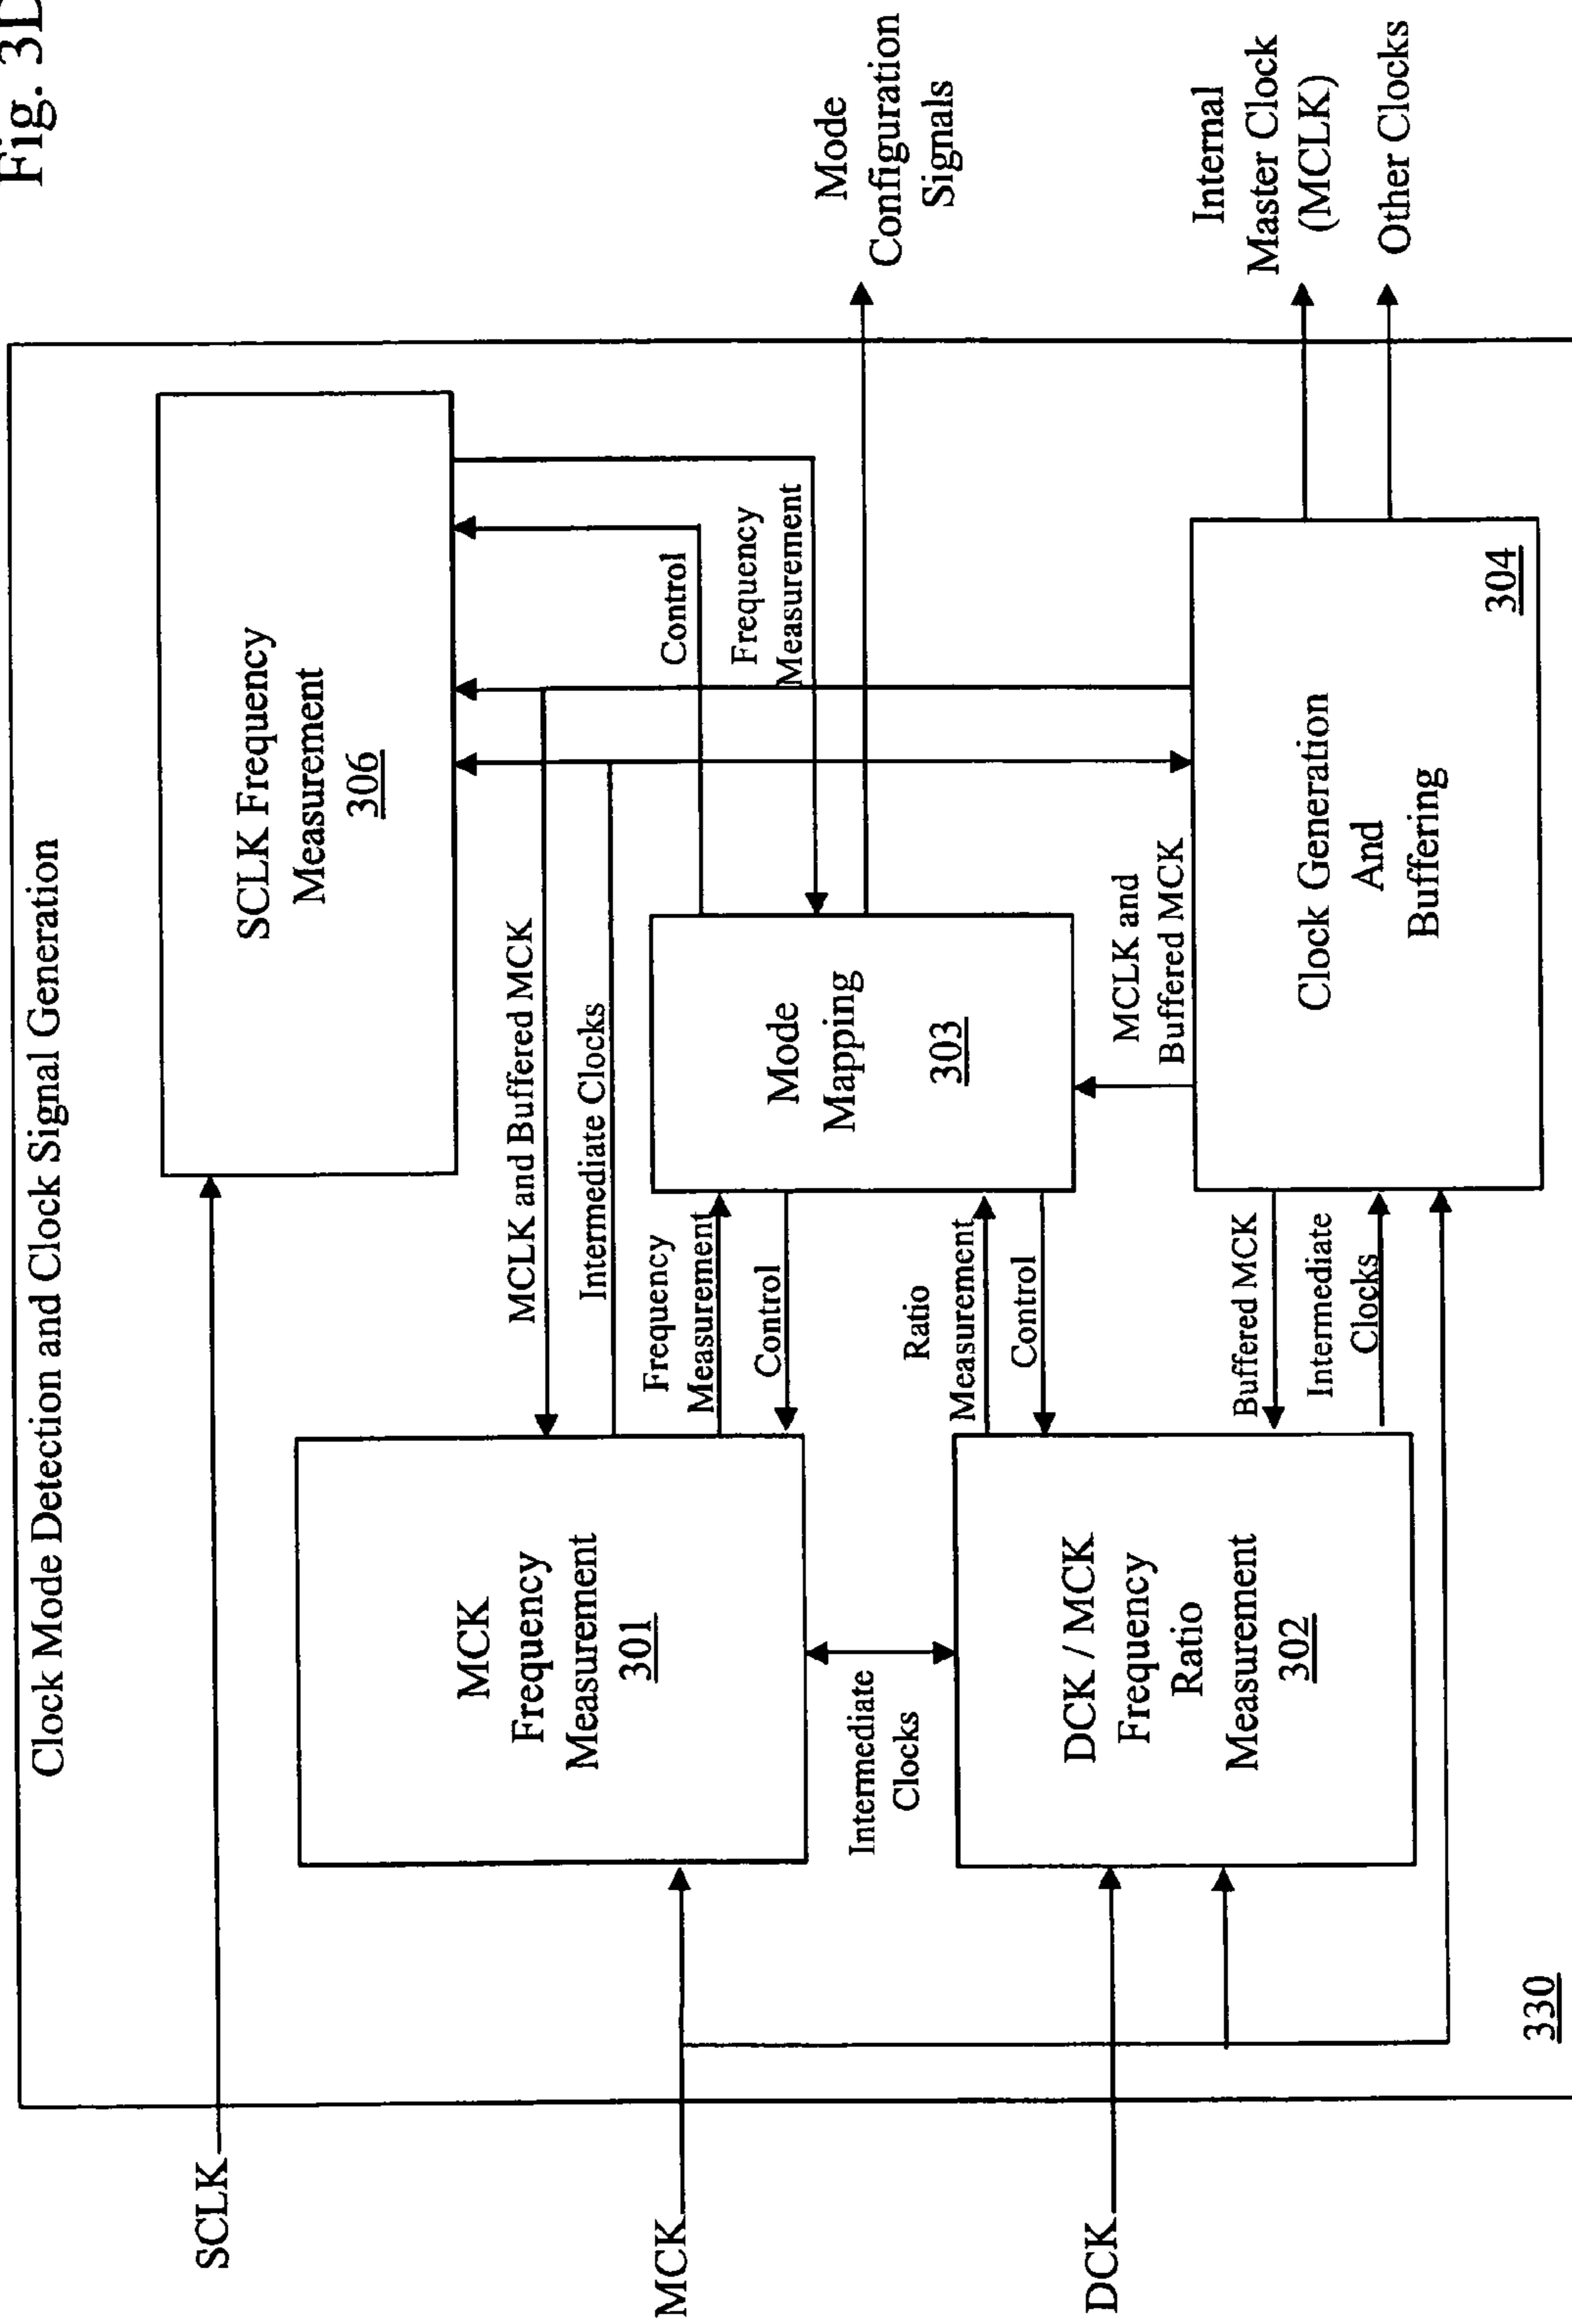 Fig.
Clock Mode Detection and Clock Signal Generation
SCLK
SCLK Frequency
Measurement
306
MCLK and Buffered MCK
Intermediate Clocks
MCK
MCK
Frequency
Measurement
301
Frequency
Measurement
Control
Mode
Mapping
303
Control
Frequency
Measurement
Mode
Configuration
Signals
Intermediate
Clocks
Ratio
Measurement
Control
DCK
DCK / MCK
Frequency
Ratio
Measurement
302
MCLK and
Buffered MCK
Buffered MCK
Intermediate
Clocks
Clock Generation
And
Buffering
304
Internal
Master Clock
(MCLK)
Other Clocks
330